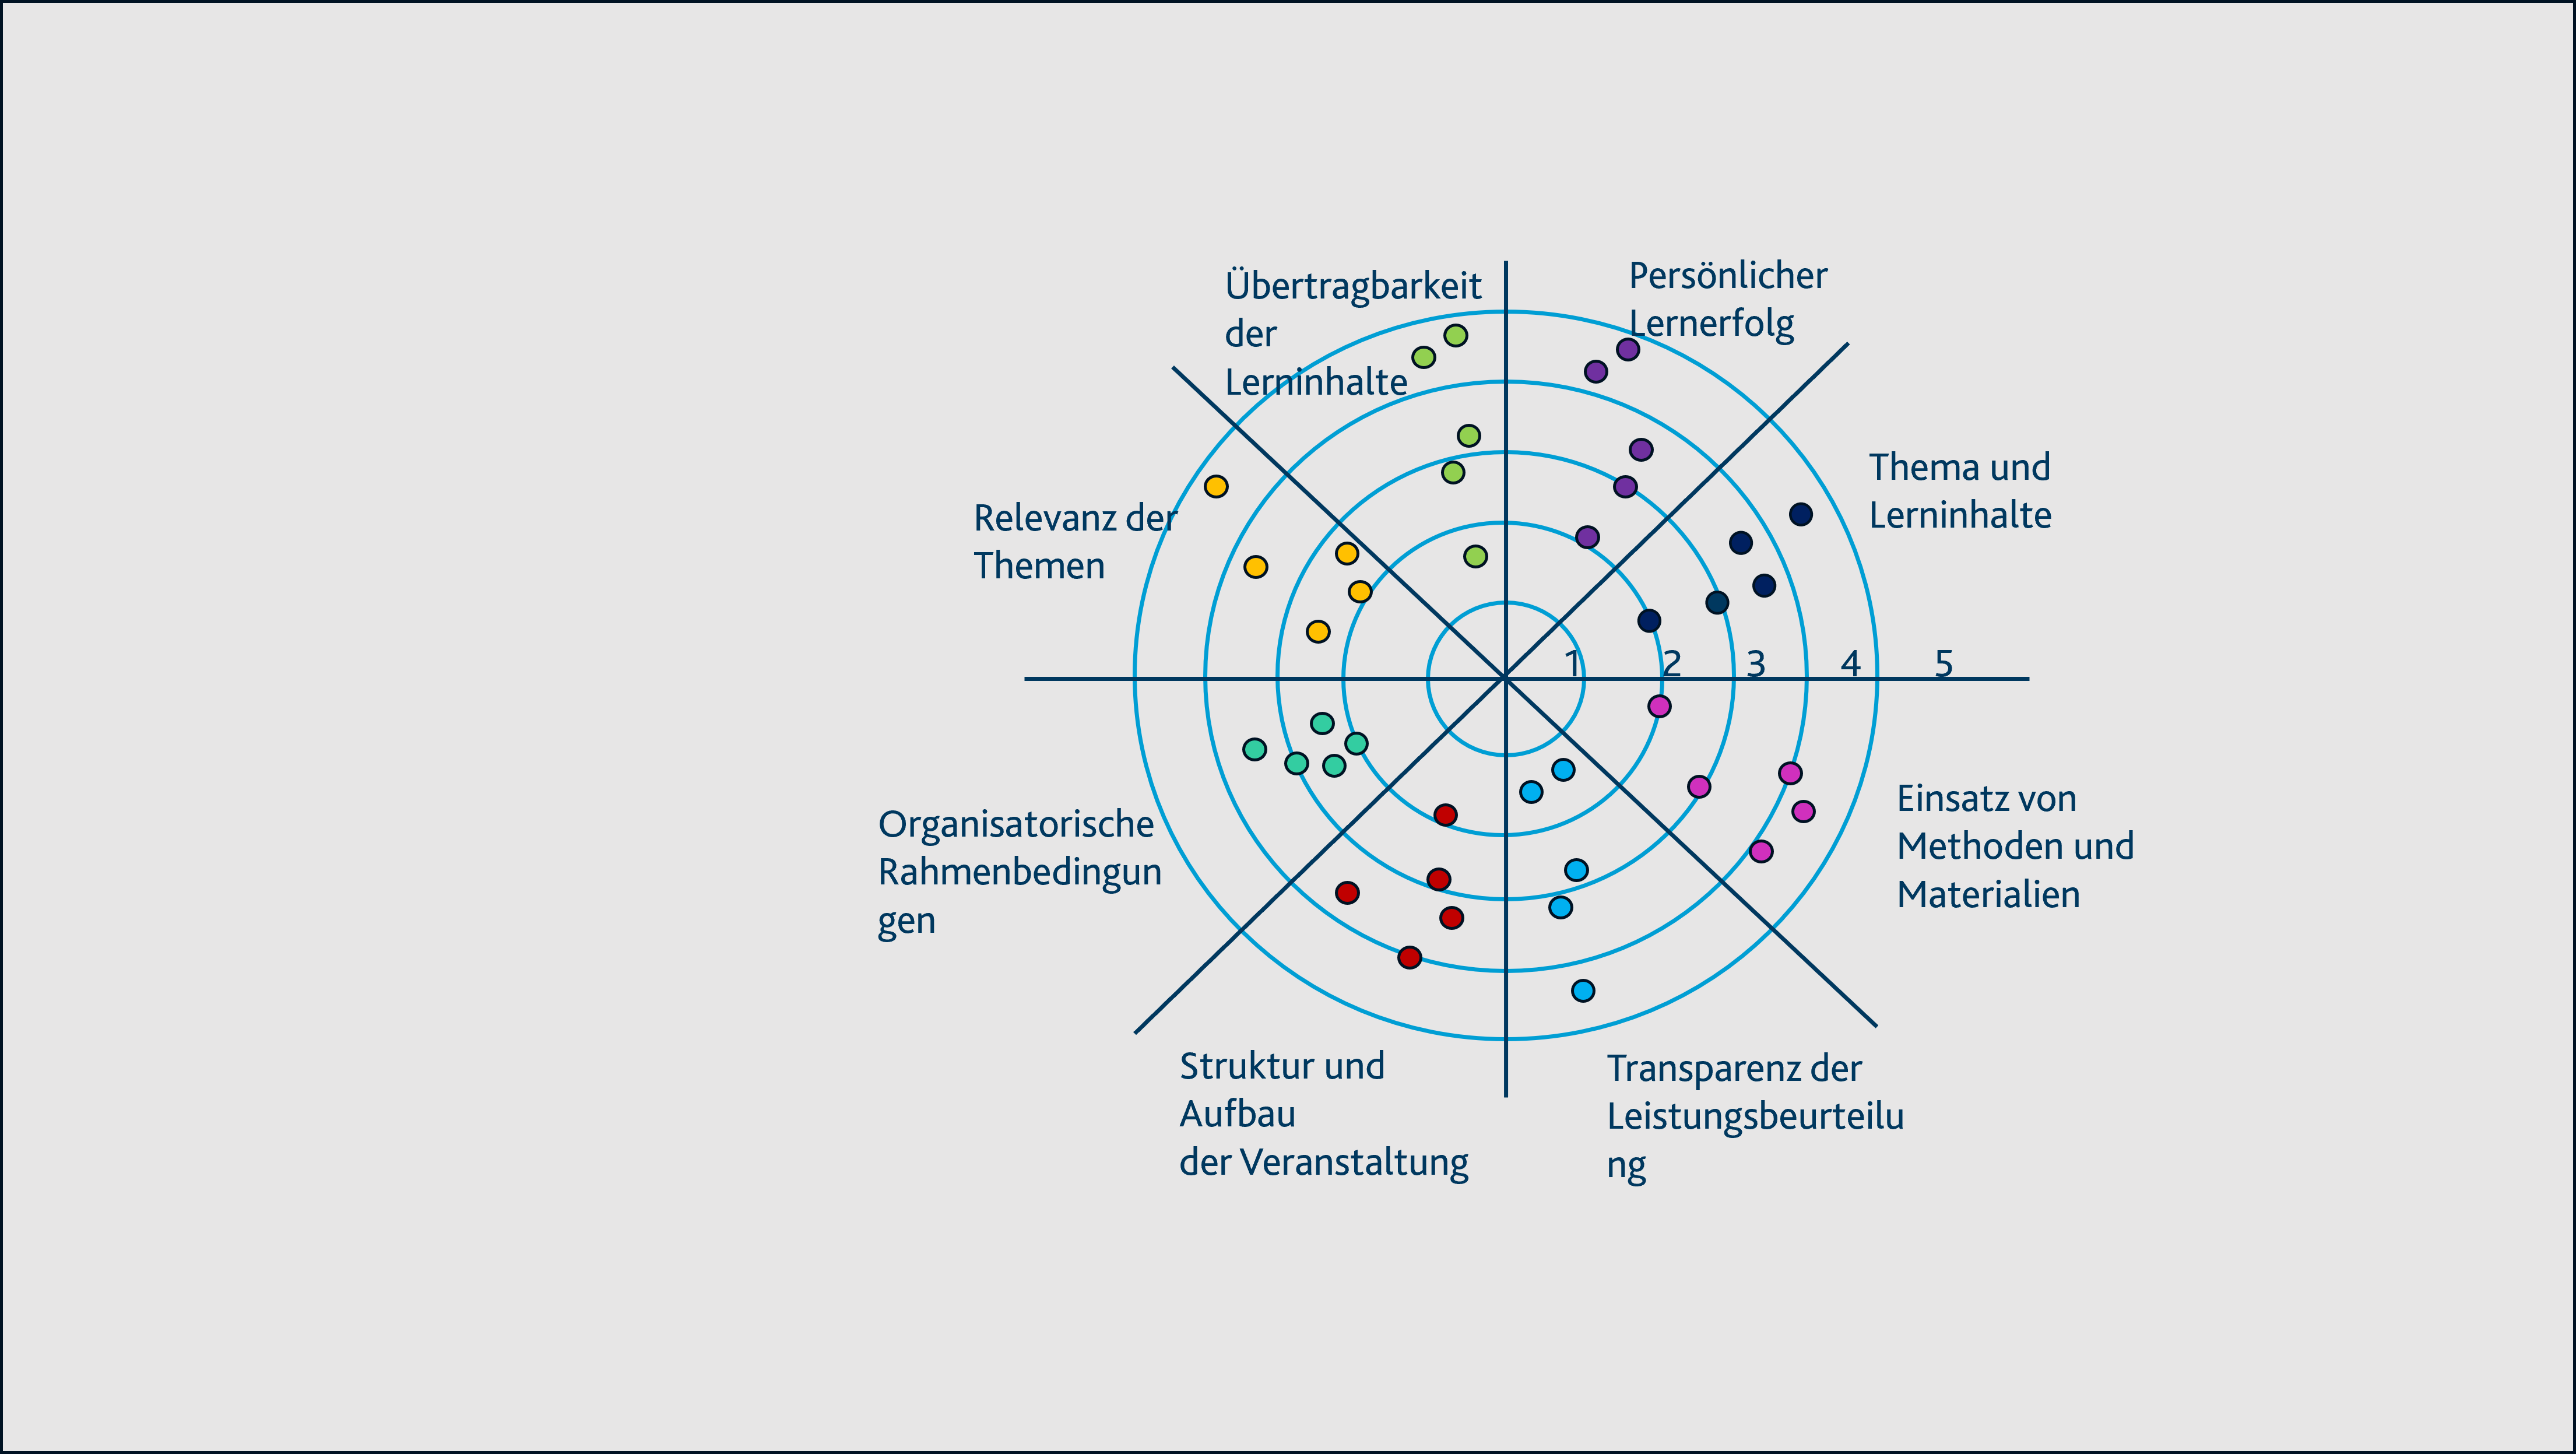 Übertragbarkeit
der
Lerninhalte
Persönlicher
Lernerfolg
Thema und
Lerninhalte
Relevanz der
Themen
1 2 3 4 5
Einsatz von
Methoden und
Materialien
Organisatorische
Rahmenbedingun
gen
Struktur und
Aufbau
der Veranstaltung
Transparenz der
Leistungsbeurteilu
ng